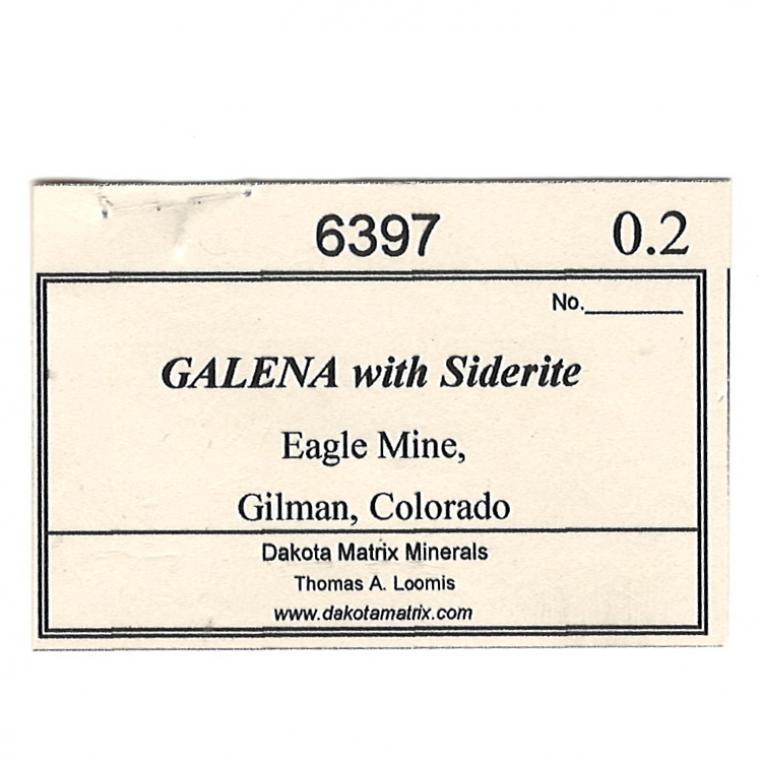 6397 0.2
No.________
GALENA with Siderite
Eagle Mine,
Gilman, Colorado
Dakota Matrix Minerals
Thomas A. Loomis
www.dakotamatrix.com